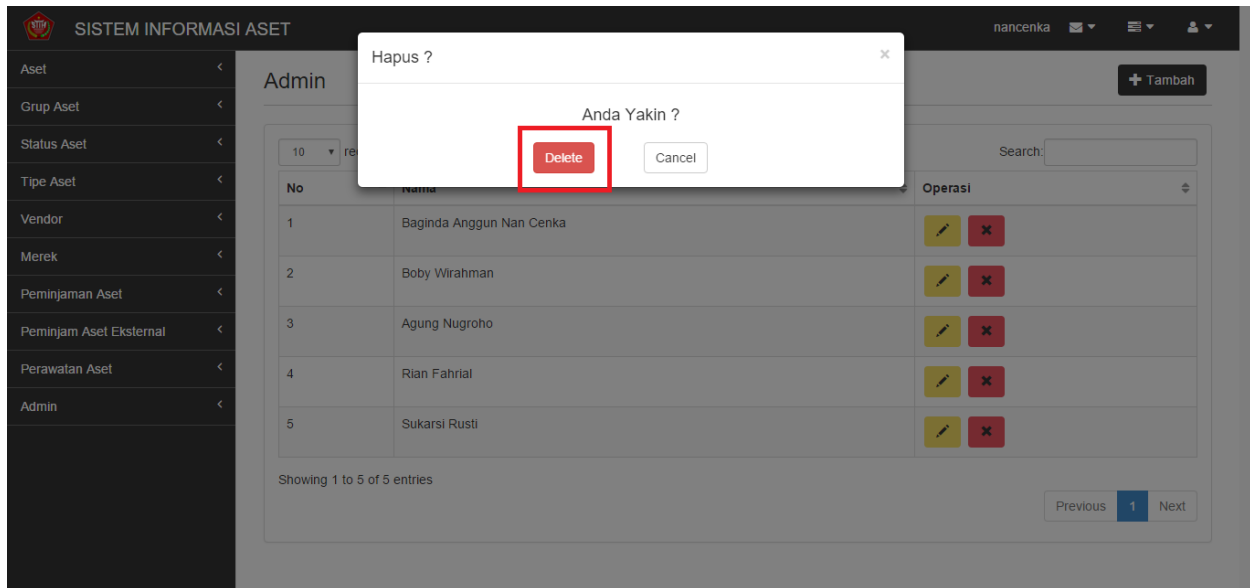 SISTEM INFORMASI ASET
nancenka
Hapus ?
×
Anda Yakin ?
Delete
Cancel
Aset
Grup Aset
Status Aset
Tipe Aset
Vendor
Merek
Peminjaman Aset
Peminjam Aset Eksternal
Perawatan Aset
Admin
Admin
Tambah
10
Search:
No Nama Operasi
1 Baginda Anggun Nan Cenka
2 Boby Wirahman
3 Agung Nugroho
4 Rian Fahrial
5 Sukarsi Rusti
Showing 1 to 5 of 5 entries
Previous 1 Next